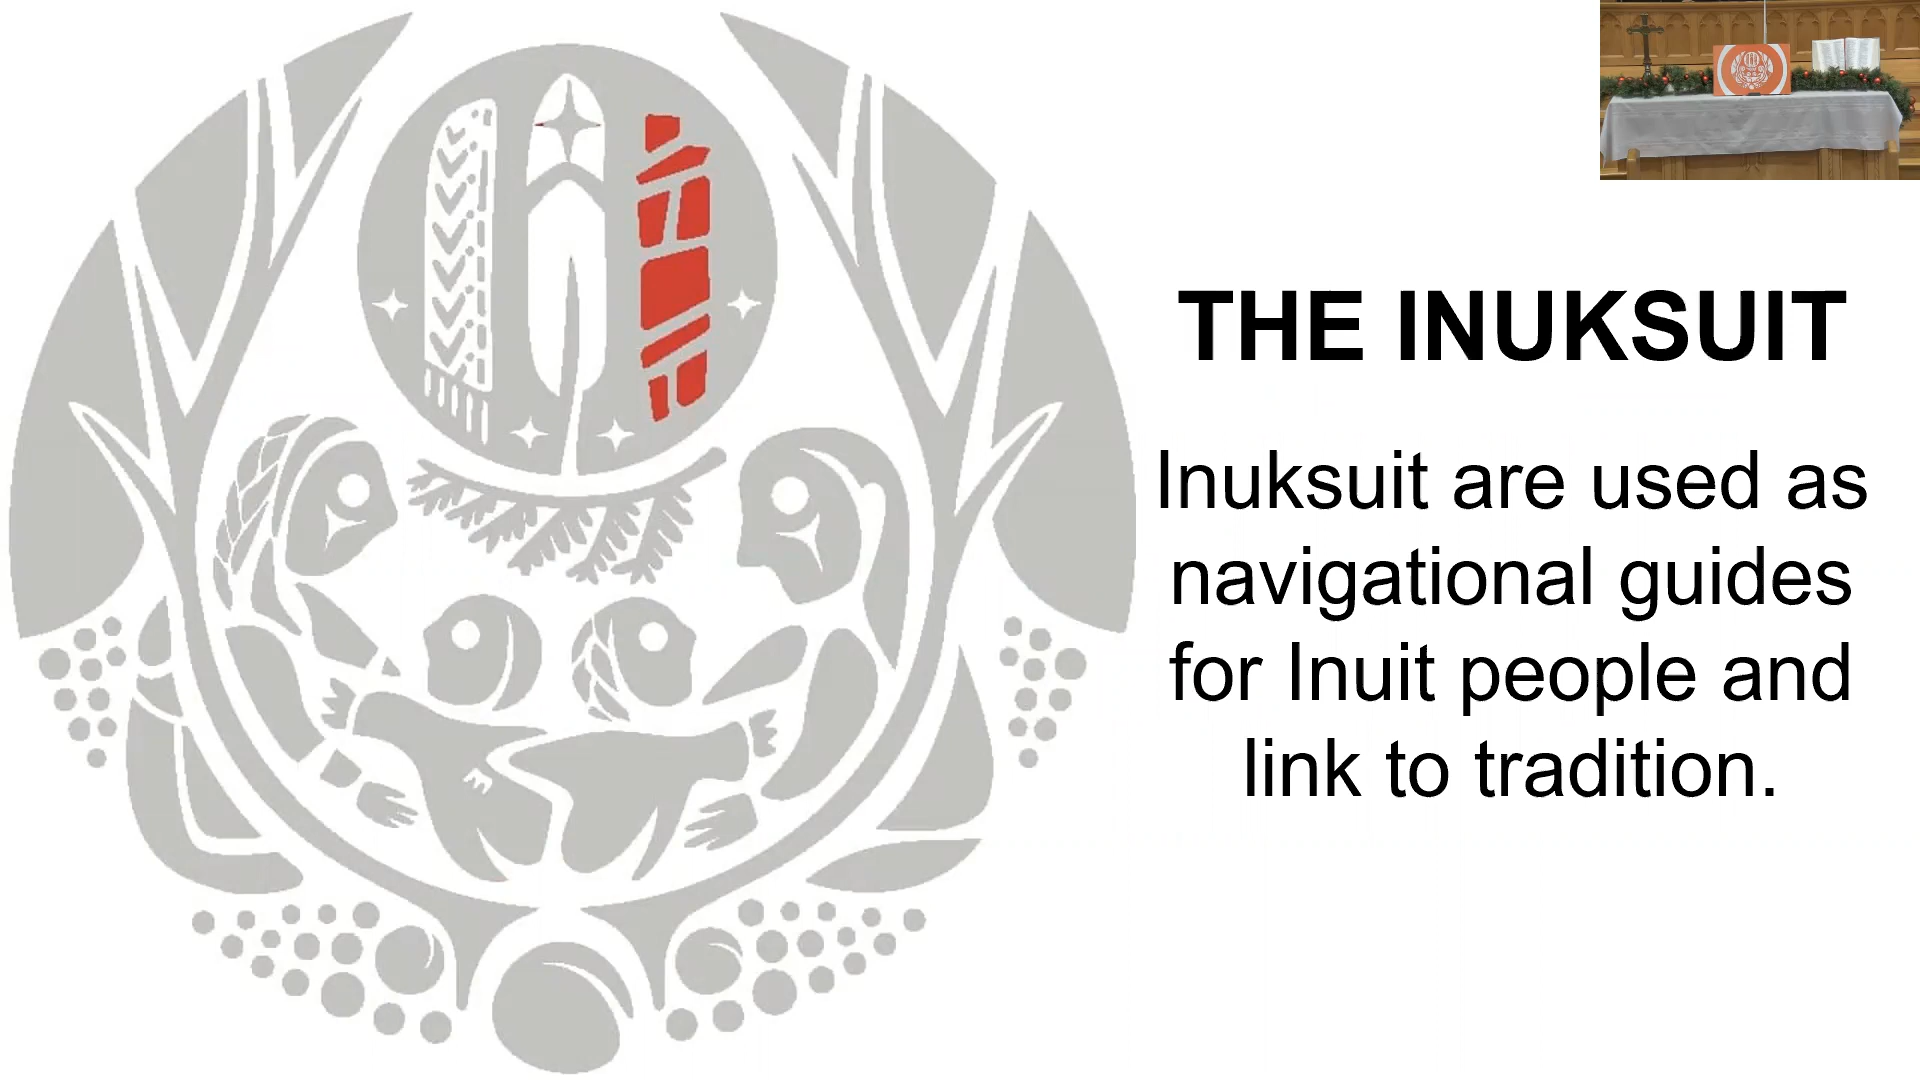 THE INUKSUIT
Inuksuit are used as
navigational guides
for Inuit people and
link to tradition.